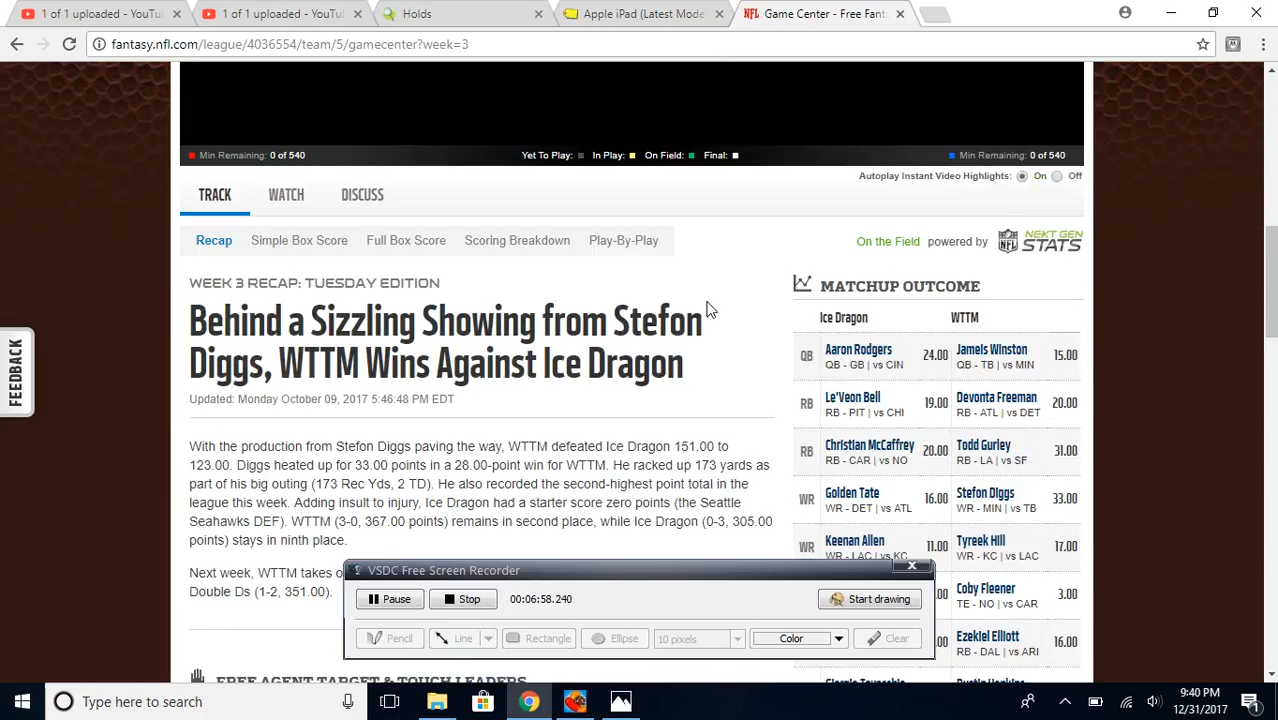 1 of 1 uploaded - YouTu
1 of 1 uploaded - YouTu
Holds
Apple iPad (Latest Mode
Game Center - Free Fant
fantasy.nfl.com/league/4036554/team/5/gamecenter?week=3
Min Remaining: 0 of 540
Yet To Play: In Play: On Field: Final:
Min Remaining: 0 of 540
Autoplay Instant Video Highlights: On Off
TRACK WATCH DISCUSS
Recap Simple Box Score Full Box Score Scoring Breakdown Play-By-Play
On the Field powered by NFL NEXT GEN STATS
WEEK 3 RECAP: TUESDAY EDITION
Behind a Sizzling Showing from Stefon
Diggs, WTTM Wins Against Ice Dragon
Updated: Monday October 09, 2017 5:46:48 PM EDT
With the production from Stefon Diggs paving the way, WTTM defeated Ice Dragon 151.00 to
123.00. Diggs heated up for 33.00 points in a 28.00-point win for WTTM. He racked up 173 yards as
part of his big outing (173 Rec Yds, 2 TD). He also recorded the second-highest point total in the
league this week. Adding insult to injury, Ice Dragon had a starter score zero points (the Seattle
Seahawks DEF). WTTM (3-0, 367.00 points) remains in second place, while Ice Dragon (0-3, 305.00
points) stays in ninth place.
Next week, WTTM takes o
Double Ds (1-2, 351.00).
FREE AGENT TARGET & TOUCH LEADERS
MATCHUP OUTCOME
Ice Dragon WTTM
QB Aaron Rodgers 24.00 Jameis Winston 15.00
QB - GB | vs CIN QB - TB | vs MIN
RB Le'Veon Bell 19.00 Devonta Freeman 20.00
RB - PIT | vs CHI RB - ATL | vs DET
RB Christian McCaffrey 20.00 Todd Gurley 31.00
RB - CAR | vs NO RB - LA | vs SF
WR Golden Tate 16.00 Stefon Diggs 33.00
WR - DET | vs ATL WR - MIN | vs TB
WR Keenan Allen 11.00 Tyreek Hill 17.00
WR - LAC | vs KC WR - KC | vs LAC
Coby Fleener 3.00
TE - NO | vs CAR
Ezekiel Elliott 16.00
RB - DAL | vs ARI
FEEDBACK
VSDC Free Screen Recorder
Pause Stop 00:06:58.240 Start drawing
Pencil Line Rectangle Ellipse 10 pixels Color Clear
Type here to search
9:40 PM
12/31/2017
1